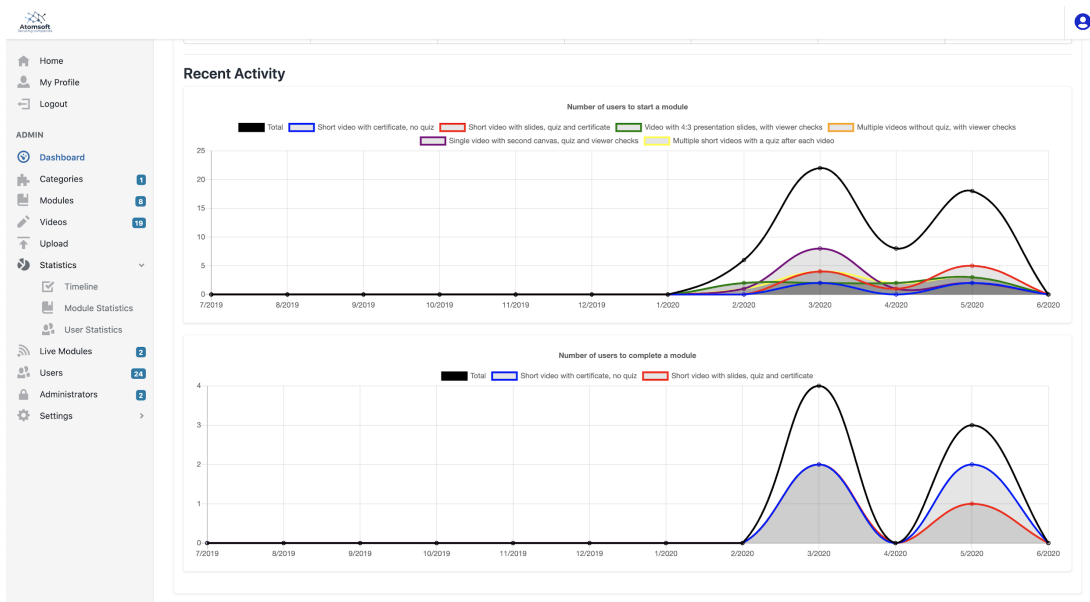 Atomsoft
Home
My Profile
Logout
ADMIN
Dashboard
Categories 1
Modules 8
Videos 19
Upload
Statistics
Timeline
Module Statistics
User Statistics
Live Modules 2
Users 24
Administrators 2
Settings
Recent Activity
Number of users to start a module
Total Short video with certificate, no quiz Short video with slides, quiz and certificate Video with 4:3 presentation slides, with viewer checks Multiple videos without quiz, with viewer checks
Single video with second canvas, quiz and viewer checks Multiple short videos with a quiz after each video
25
20
15
10
5
0
7/2019 8/2019 9/2019 10/2019 11/2019 12/2019 1/2020 2/2020 3/2020 4/2020 5/2020 6/2020
Number of users to complete a module
Total Short video with certificate, no quiz Short video with slides, quiz and certificate
4
3
2
1
0
7/2019 8/2019 9/2019 10/2019 11/2019 12/2019 1/2020 2/2020 3/2020 4/2020 5/2020 6/2020